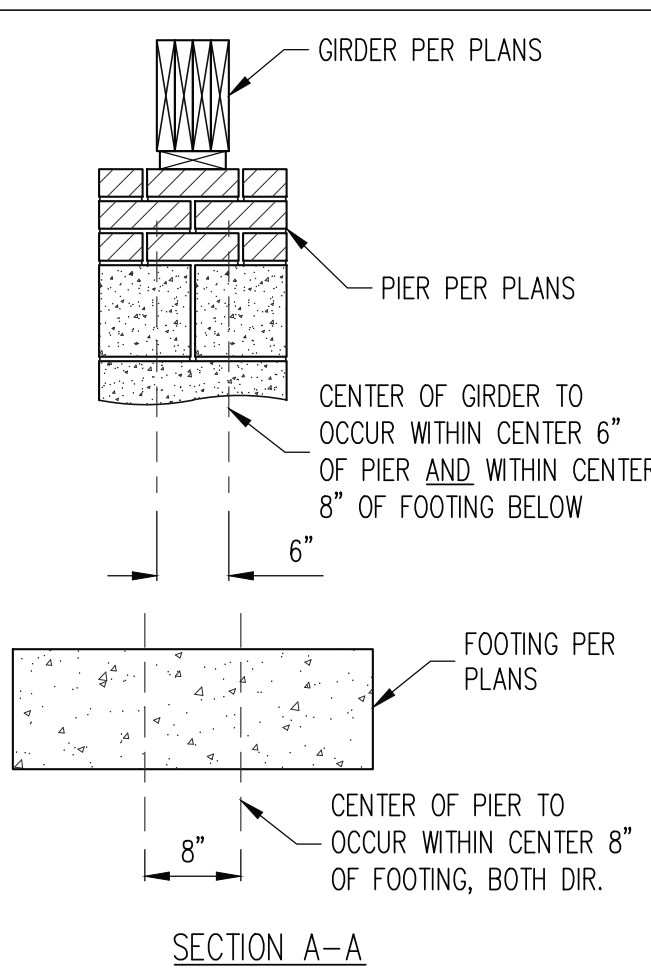 GIRDER PER PLANS
PIER PER PLANS
CENTER OF GIRDER TO
OCCUR WITHIN CENTER 6”
OF PIER AND WITHIN CENTER
8” OF FOOTING BELOW
6”
FOOTING PER
PLANS
CENTER OF PIER TO
OCCUR WITHIN CENTER 8”
OF FOOTING, BOTH DIR.
8”
SECTION A–A